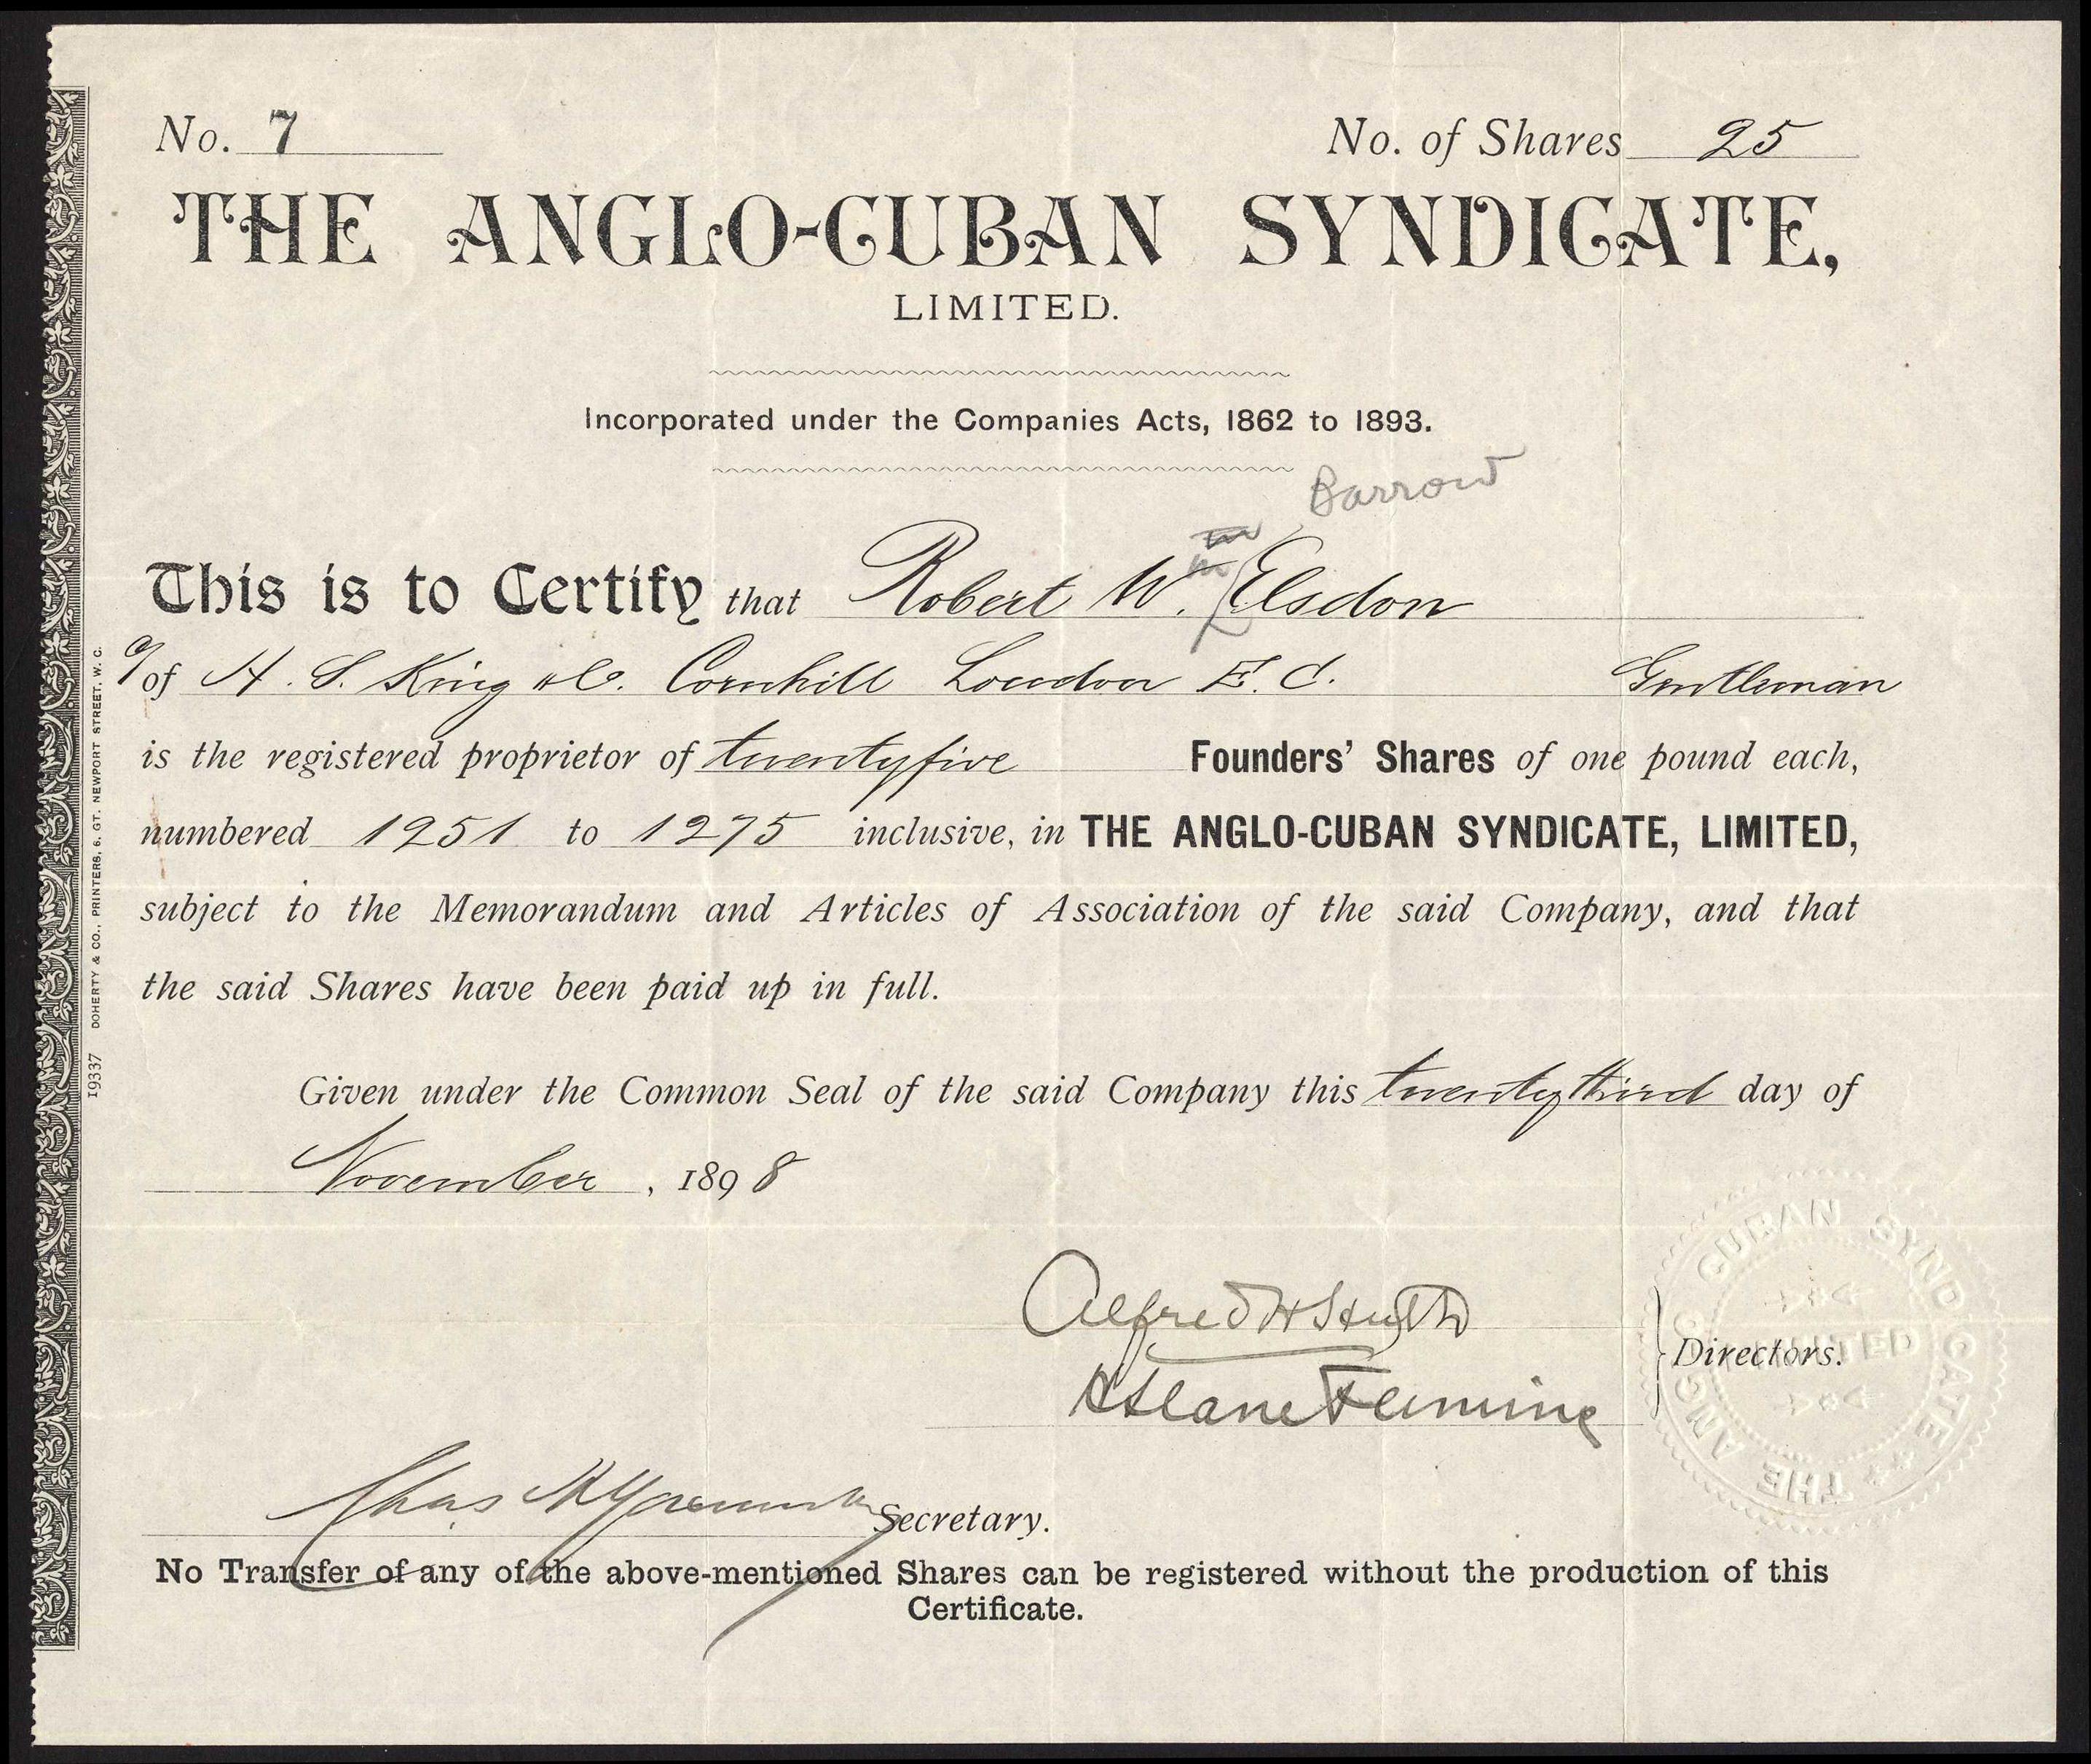 No. 7
No. of Shares 25
THE ANGLO-CUBAN SYNDICATE,
LIMITED.
Incorporated under the Companies Acts, 1862 to 1893.
Barrow
This is to Certify that Robert W. Elsdon
c/of H. S. King & Co. Cornhill London E. C. Gentleman
is the registered proprietor of twentyfive Founders' Shares of one pound each,
numbered 1251 to 1275 inclusive, in THE ANGLO-CUBAN SYNDICATE, LIMITED,
subject to the Memorandum and Articles of Association of the said Company, and that
the said Shares have been paid up in full.
Given under the Common Seal of the said Company this twentythird day of
November, 1898
Alfred H Huth
Directors.
Slane Fleming
Chas
Secretary.
No Transfer of any of the above-mentioned Shares can be registered without the production of this
Certificate.
THE ANGLO CUBAN SYNDICATE
LIMITED
19337 DOHERTY & CO., PRINTERS, 6, GT. NEWPORT STREET, W. C.